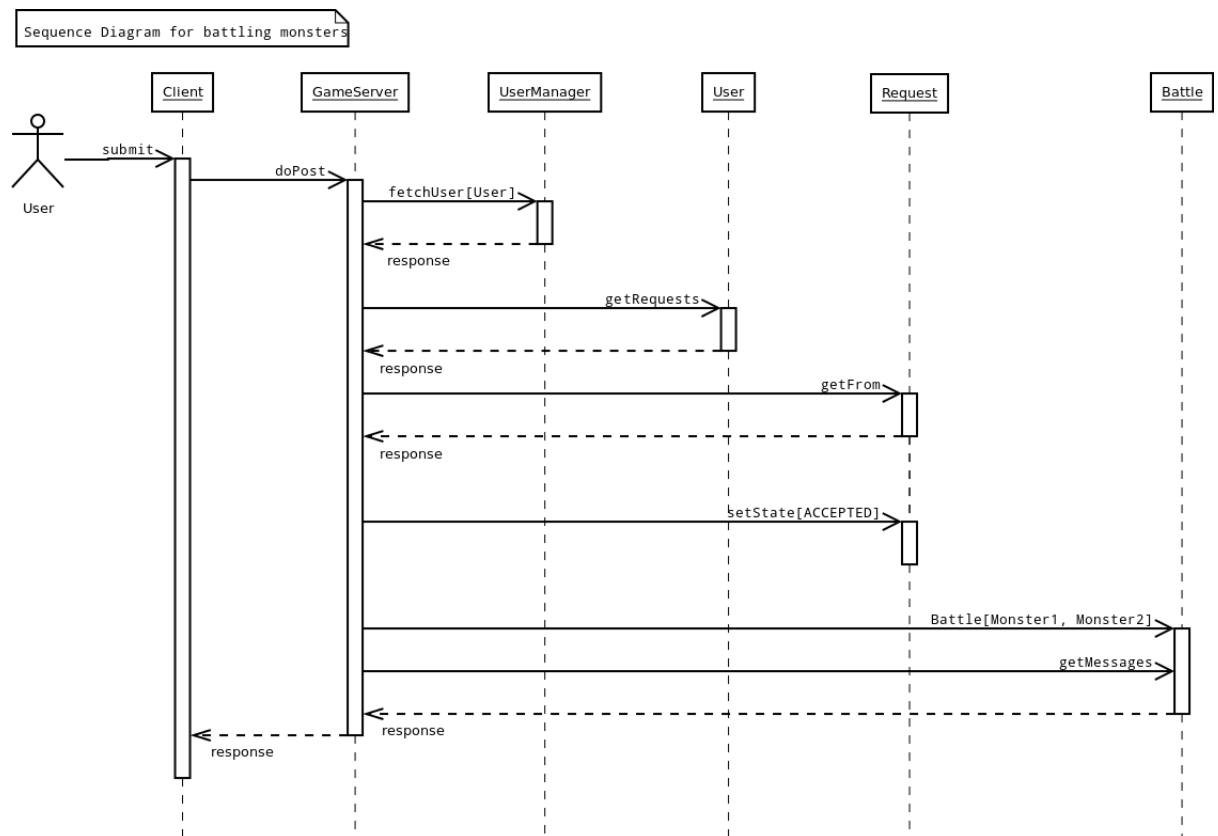 Sequence Diagram for battling monsters
Client
GameServer
UserManager
User
Request
Battle
submit
User
doPost
fetchUser[User]
response
getRequests
response
getFrom
response
setState[ACCEPTED]
Battle[Monster1, Monster2]
getMessages
response
response